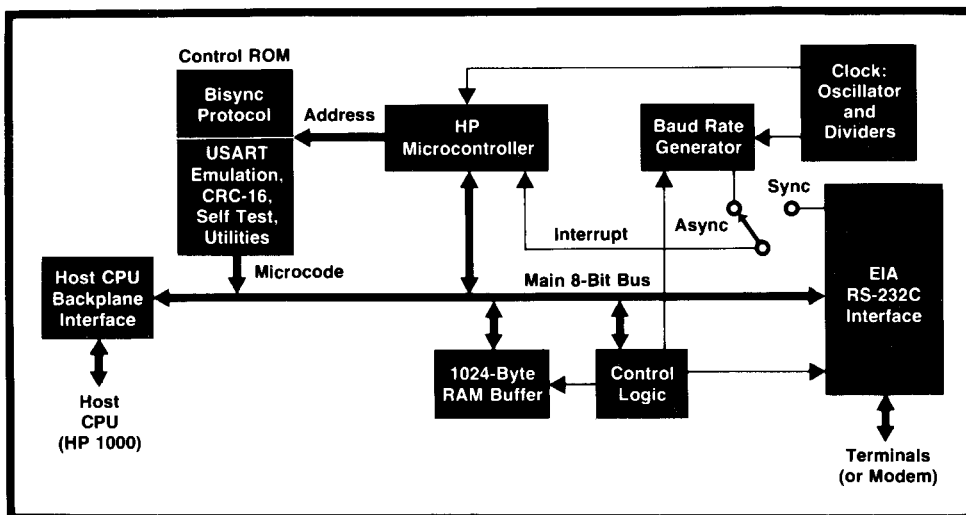 Control ROM
Bisync
Protocol
USART
Emulation,
CRC-16,
Self Test,
Utilities
Address
HP
Microcontroller
Baud Rate
Generator
Clock:
Oscillator
and
Dividers
Sync
Async
Interrupt
Microcode
Main 8-Bit Bus
Host CPU
Backplane
Interface
EIA
RS-232C
Interface
1024-Byte
RAM Buffer
Control
Logic
Host
CPU
(HP 1000)
Terminals
(or Modem)